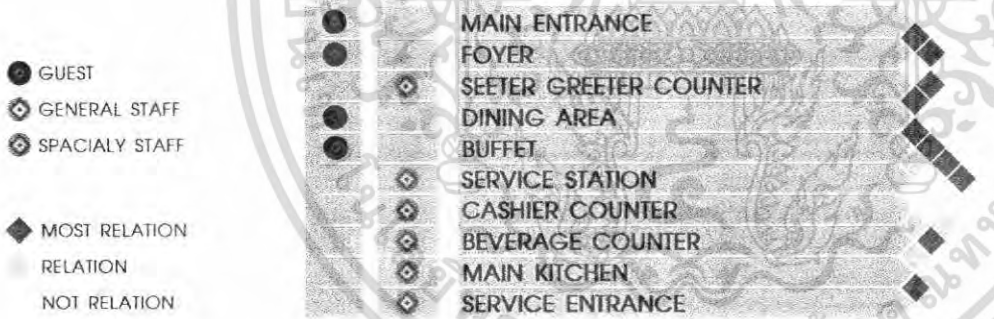 GUEST
GENERAL STAFF
SPACIALY STAFF
MOST RELATION
RELATION
NOT RELATION
MAIN ENTRANCE
FOYER
SEETER GREETER COUNTER
DINING AREA
BUFFET
SERVICE STATION
CASHIER COUNTER
BEVERAGE COUNTER
MAIN KITCHEN
SERVICE ENTRANCE